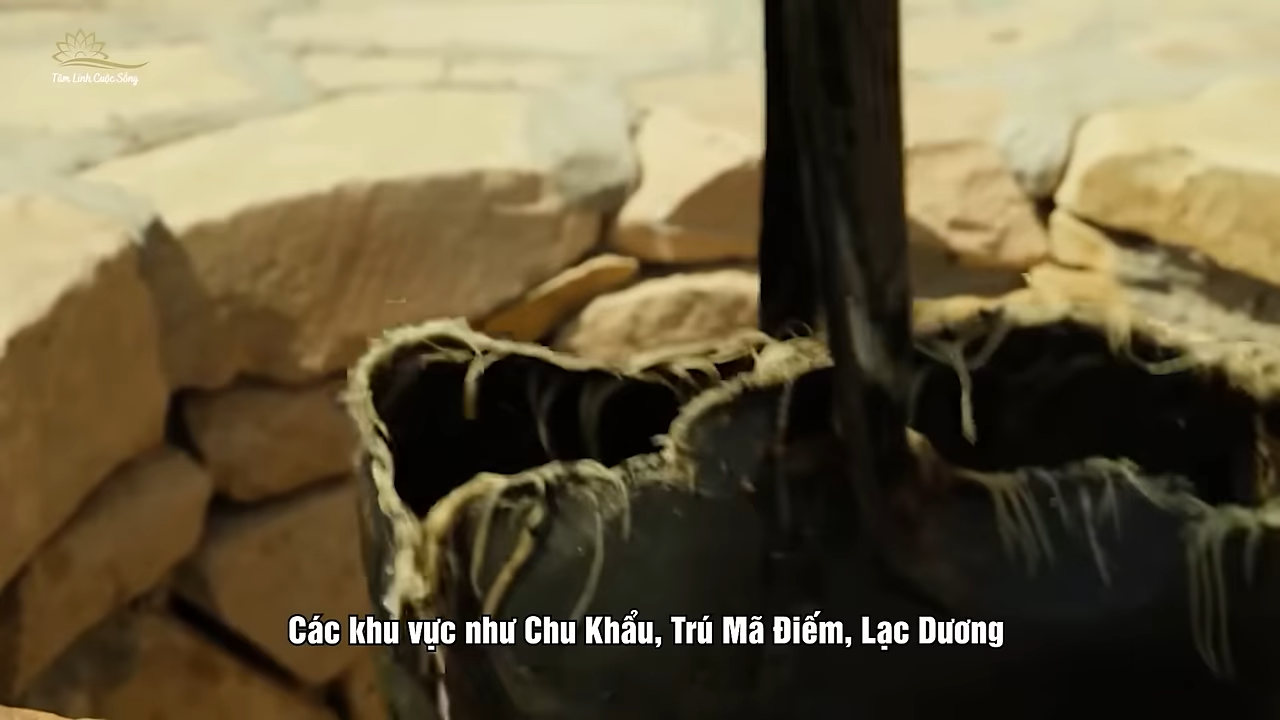 Tâm Linh Cuộc Sống
Các khu vực như Chu Khẩu, Trú Mã Điếm, Lạc Dương